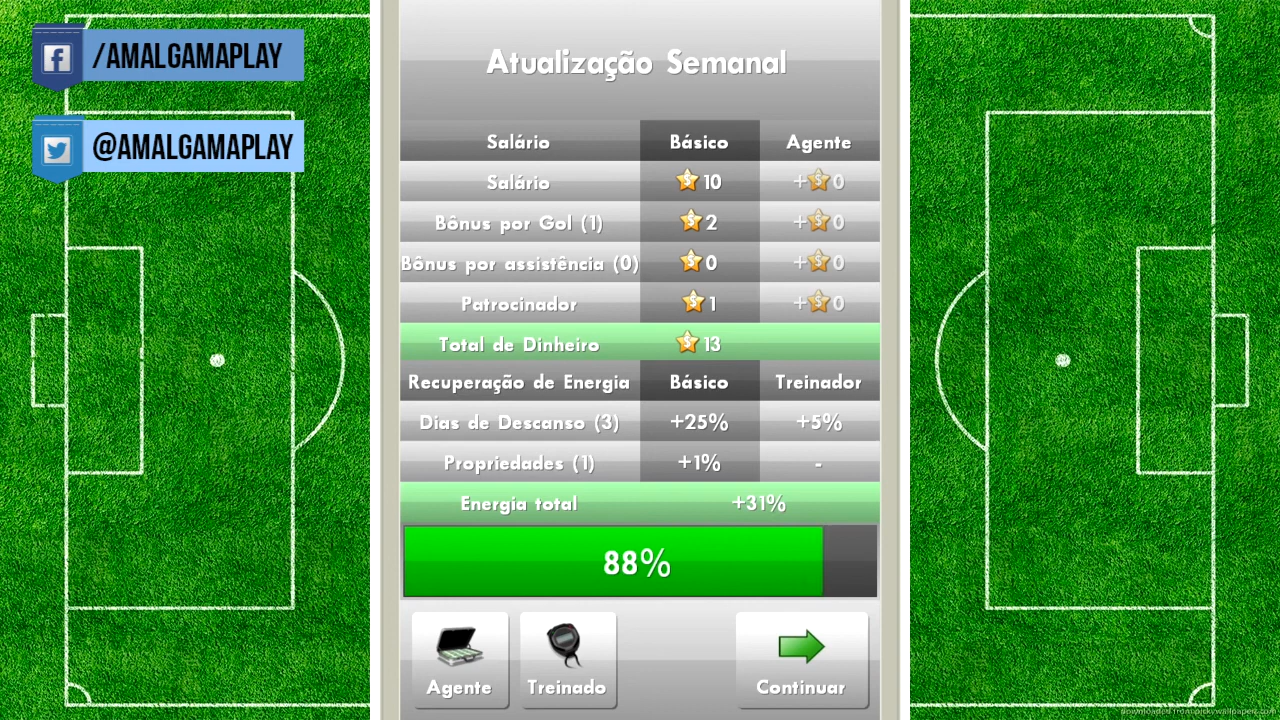 /AMALGAMAPLAY
@AMALGAMAPLAY
Atualização Semanal
Salário Básico Agente
Salário 10 +0
Bônus por Gol (1) 2 +0
Bônus por assistência (0) 0 +0
Patrocinador 1 +0
Total de Dinheiro 13
Recuperação de Energia Básico Treinador
Dias de Descanso (3) +25% +5%
Propriedades (1) +1% -
Energia total +31%
88%
Agente Treinado Continuar